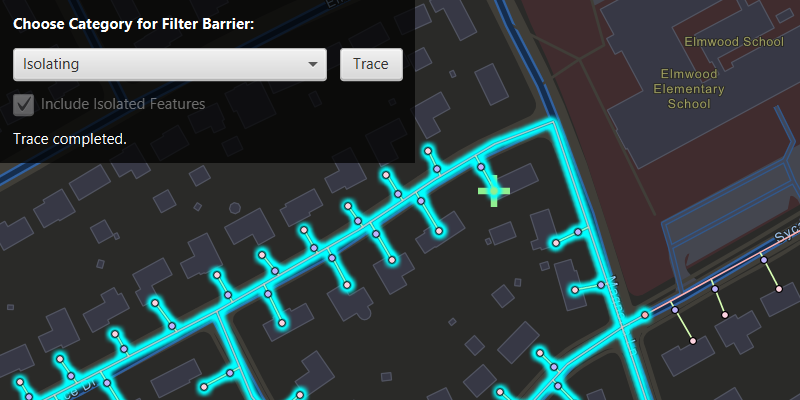 Choose Category for Filter Barrier:
Isolating
Trace
Include Isolated Features
Trace completed.
Elmwood School
Elmwood
Elementary
School